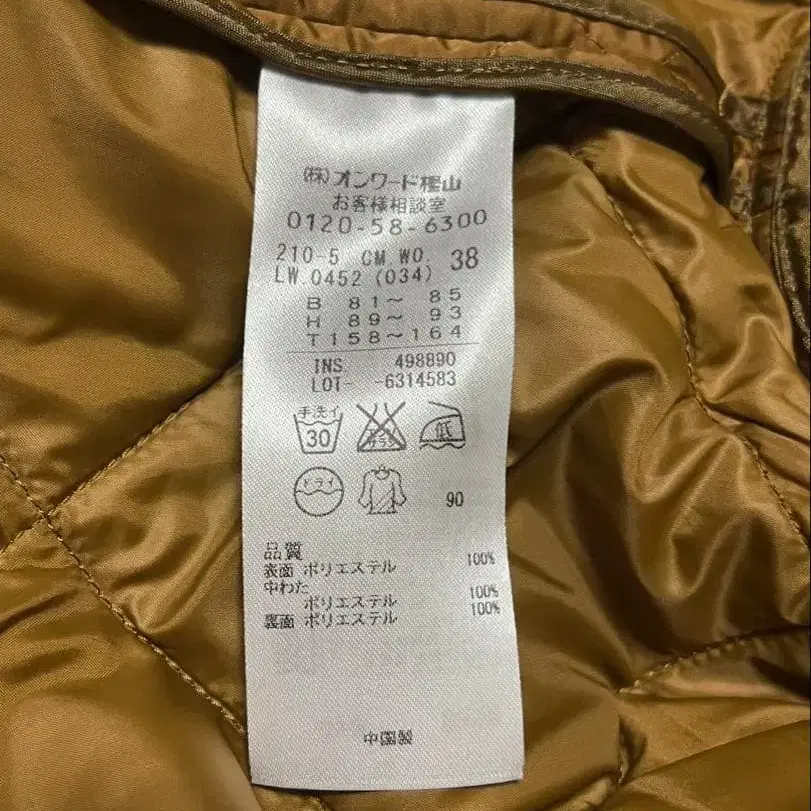 (株)オンワード樫山
お客様相談室
0120-58-6300
210-5 CM WO. 38
LW.0452 (034)
B 81〜 85
H 89〜 93
T158〜164
INS 498890
LOT- -6314583
手洗イ
30
低
ドライ
90
品質
表面 ポリエステル 100%
中わた
ポリエステル 100%
裏面 ポリエステル 100%
中国製